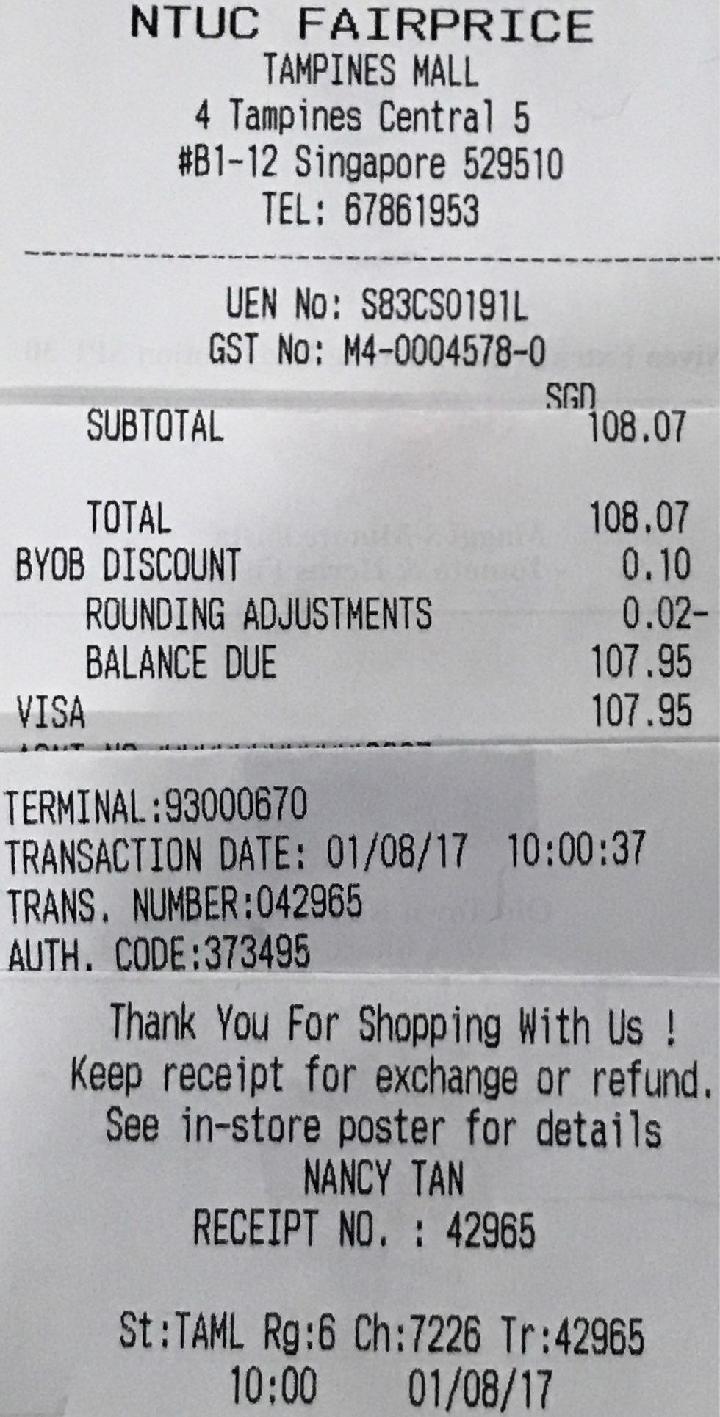 NTUC FAIRPRICE
TAMPINES MALL
4 Tampines Central 5
#B1-12 Singapore 529510
TEL: 67861953
UEN No: S83CS0191L
GST No: M4-0004578-0
SGD
SUBTOTAL 108.07
TOTAL 108.07
BYOB DISCOUNT 0.10
ROUNDING ADJUSTMENTS 0.02-
BALANCE DUE 107.95
VISA 107.95
TERMINAL:93000670
TRANSACTION DATE: 01/08/17 10:00:37
TRANS. NUMBER:042965
AUTH. CODE:373495
Thank You For Shopping With Us !
Keep receipt for exchange or refund.
See in-store poster for details
NANCY TAN
RECEIPT NO. : 42965
St:TAML Rg:6 Ch:7226 Tr:42965
10:00 01/08/17